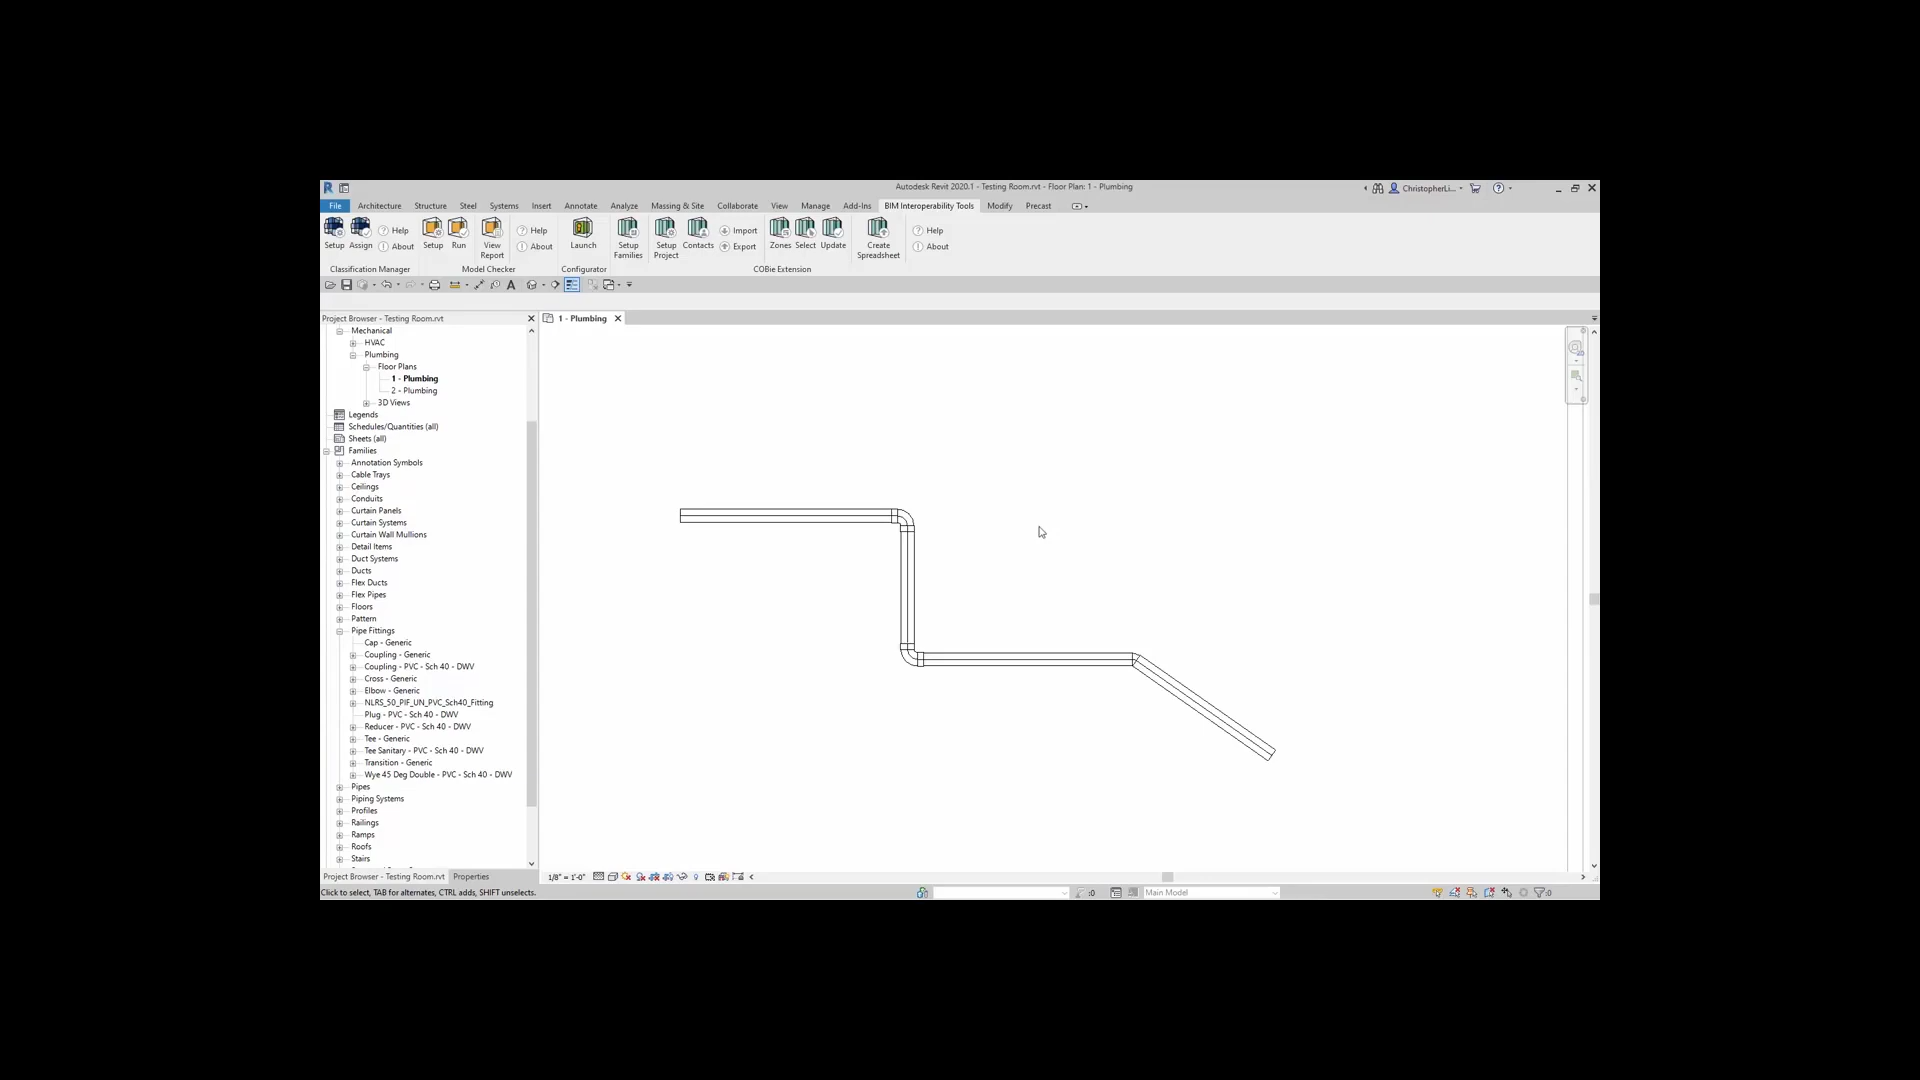 Autodesk Revit 2020.1 - Testing Room.rvt - Floor Plan: 1 - Plumbing
ChristopherLi...
File Architecture Structure Steel Systems Insert Annotate Analyze Massing & Site Collaborate View Manage Add-Ins BIM Interoperability Tools Modify Precast
Setup Assign Help About
Setup Run View Report Help About
Launch
Setup Families Setup Project Contacts Import Export Zones Select Update Create Spreadsheet Help About
Classification Manager Model Checker Configurator COBie Extension
Project Browser - Testing Room.rvt
1 - Plumbing
Mechanical
HVAC
Plumbing
Floor Plans
1 - Plumbing
2 - Plumbing
3D Views
Legends
Schedules/Quantities (all)
Sheets (all)
Families
Annotation Symbols
Cable Trays
Ceilings
Conduits
Curtain Panels
Curtain Systems
Curtain Wall Mullions
Detail Items
Duct Systems
Ducts
Flex Ducts
Flex Pipes
Floors
Pattern
Pipe Fittings
Cap - Generic
Coupling - Generic
Coupling - PVC - Sch 40 - DWV
Cross - Generic
Elbow - Generic
NLRS_50_PIF_UN_PVC_Sch40_Fitting
Plug - PVC - Sch 40 - DWV
Reducer - PVC - Sch 40 - DWV
Tee - Generic
Tee Sanitary - PVC - Sch 40 - DWV
Transition - Generic
Wye 45 Deg Double - PVC - Sch 40 - DWV
Pipes
Piping Systems
Profiles
Railings
Ramps
Roofs
Stairs
Project Browser - Testing Room.rvt Properties
1/8" = 1'-0"
Click to select, TAB for alternates, CTRL adds, SHIFT unselects.
:0
Main Model
:0